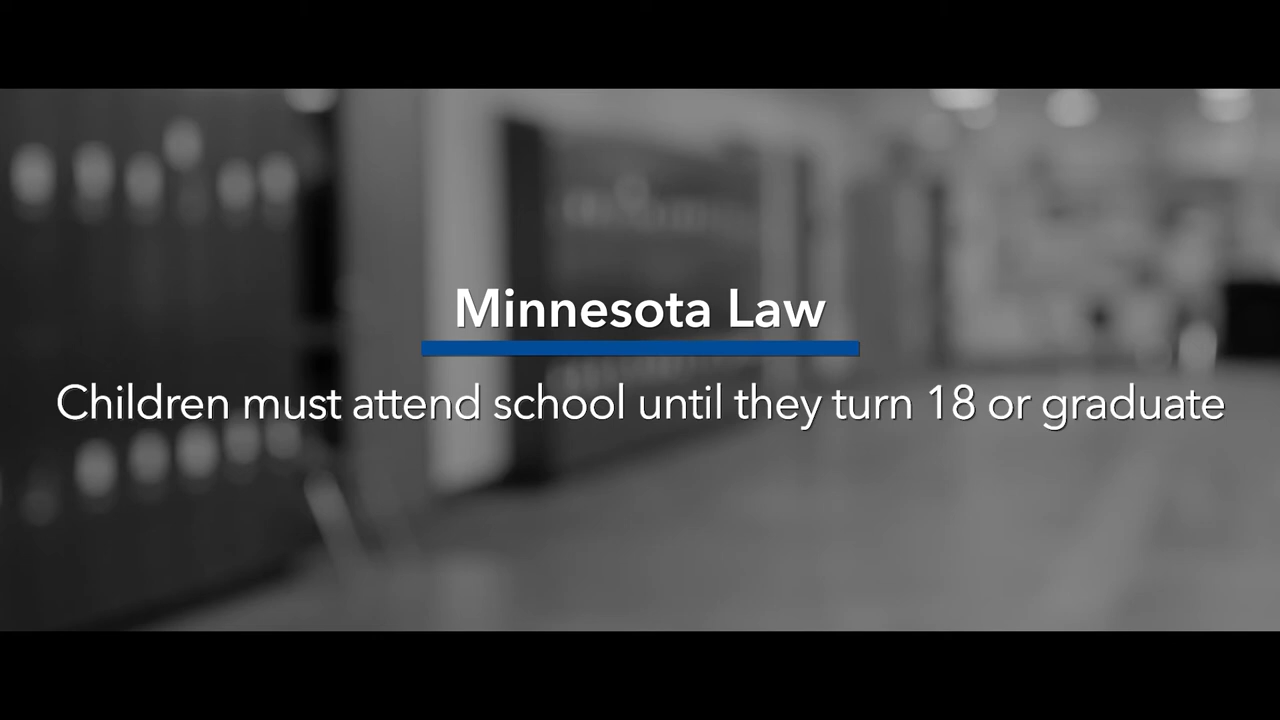 Minnesota Law
Children must attend school until they turn 18 or graduate